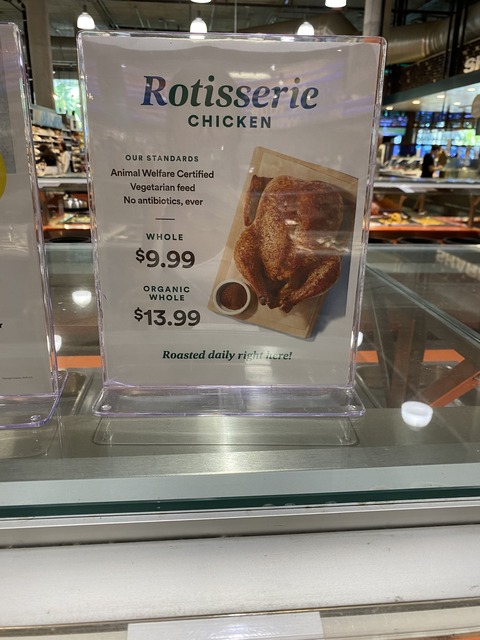 Rotisserie
CHICKEN
OUR STANDARDS
Animal Welfare Certified
Vegetarian feed
No antibiotics, ever
WHOLE
$9.99
ORGANIC
WHOLE
$13.99
Roasted daily right here!